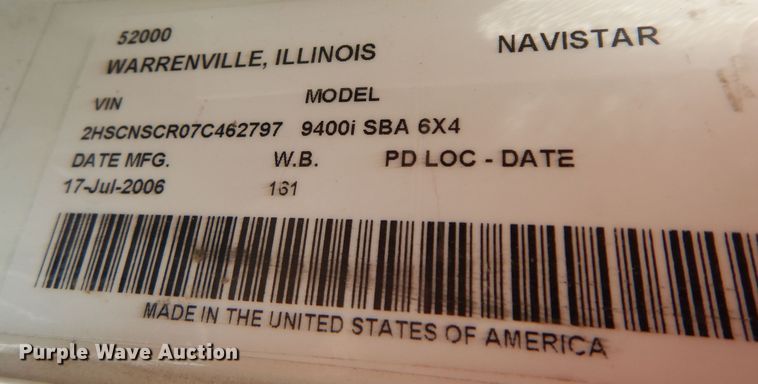 52000
WARRENVILLE, ILLINOIS NAVISTAR
VIN MODEL
2HSCNSCR07C462797 9400i SBA 6X4
DATE MFG. W.B. PD LOC - DATE
17-Jul-2006 161
MADE IN THE UNITED STATES OF AMERICA
Purple Wave Auction